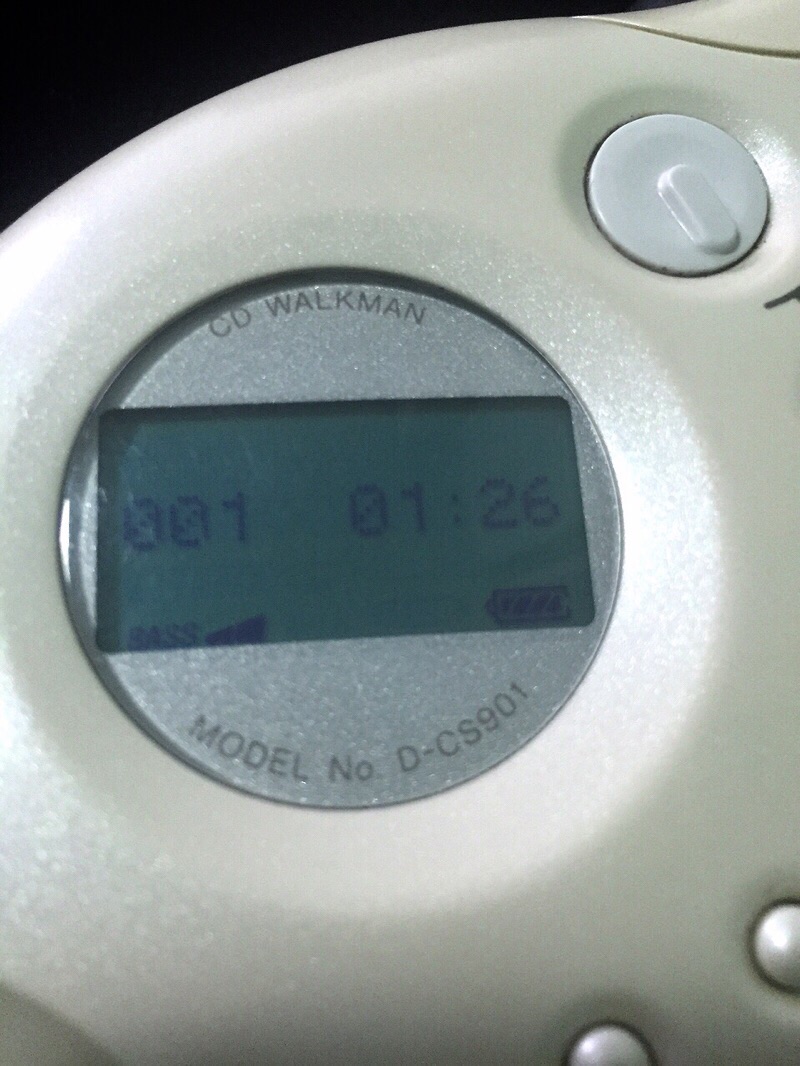 CD WALKMAN
001 01:26
BASS
MODEL No D-CS901